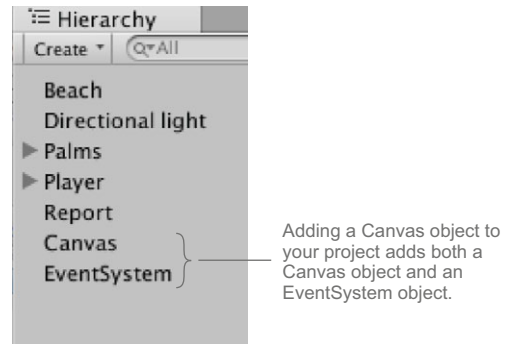 Hierarchy
Create
All
Beach
Directional light
Palms
Player
Report
Canvas
EventSystem
Adding a Canvas object to
your project adds both a
Canvas object and an
EventSystem object.